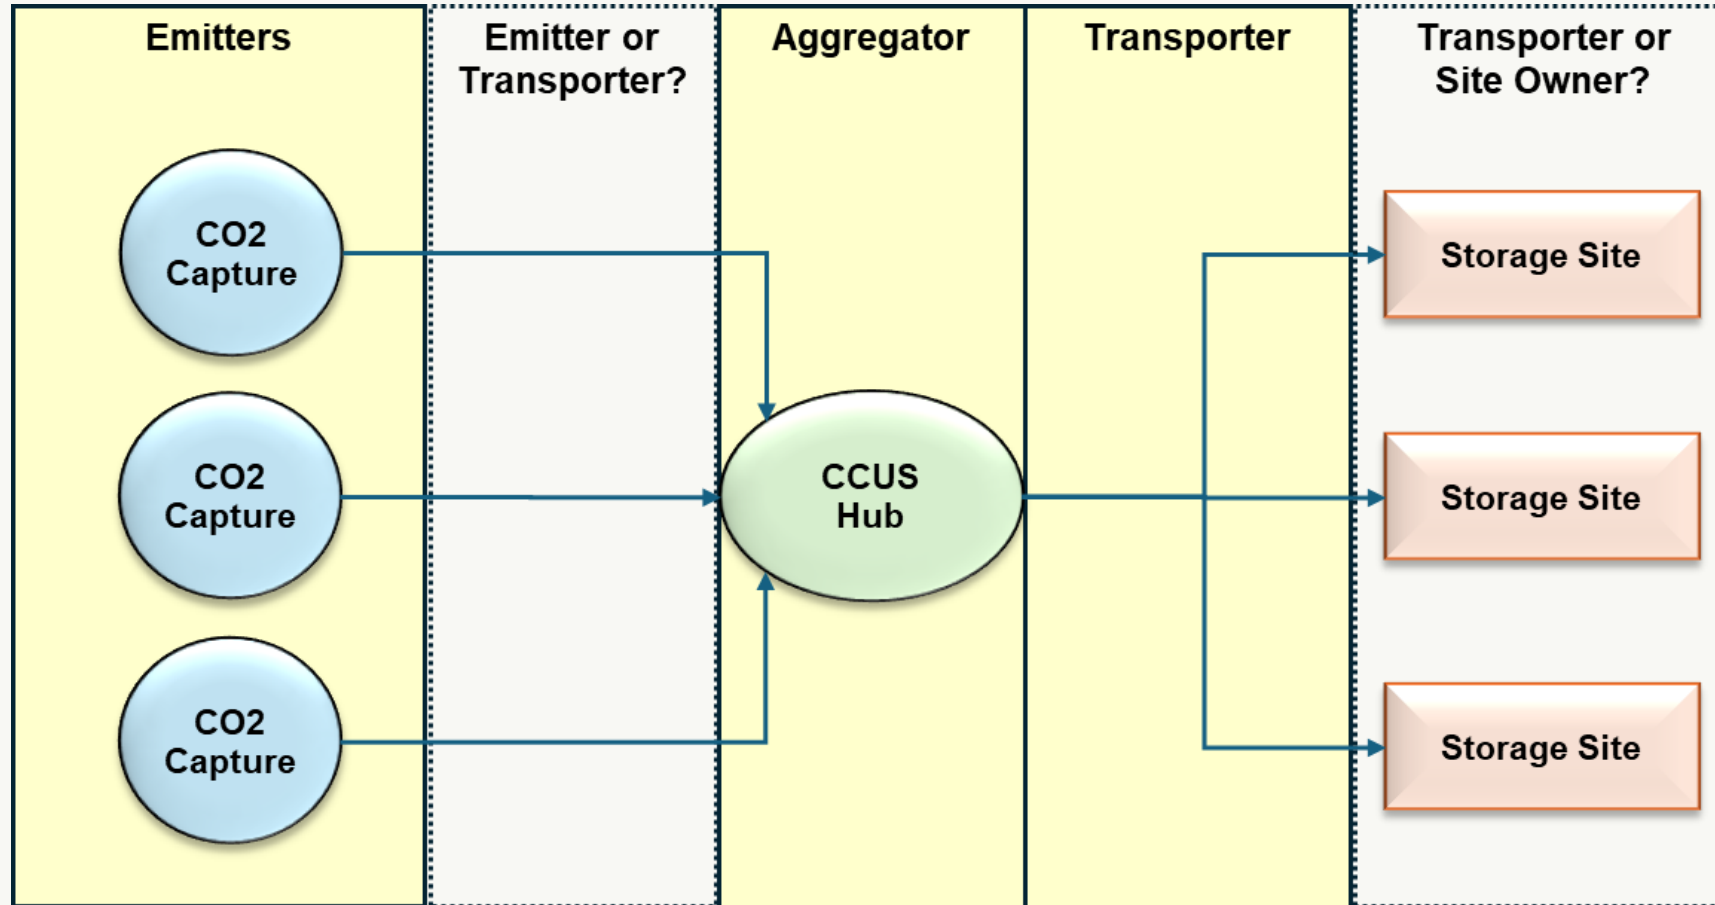 Emitters
Emitter or
Transporter?
Aggregator
Transporter
Transporter or
Site Owner?
CO2
Capture
Storage Site
CO2
Capture
CCUS
Hub
Storage Site
CO2
Capture
Storage Site